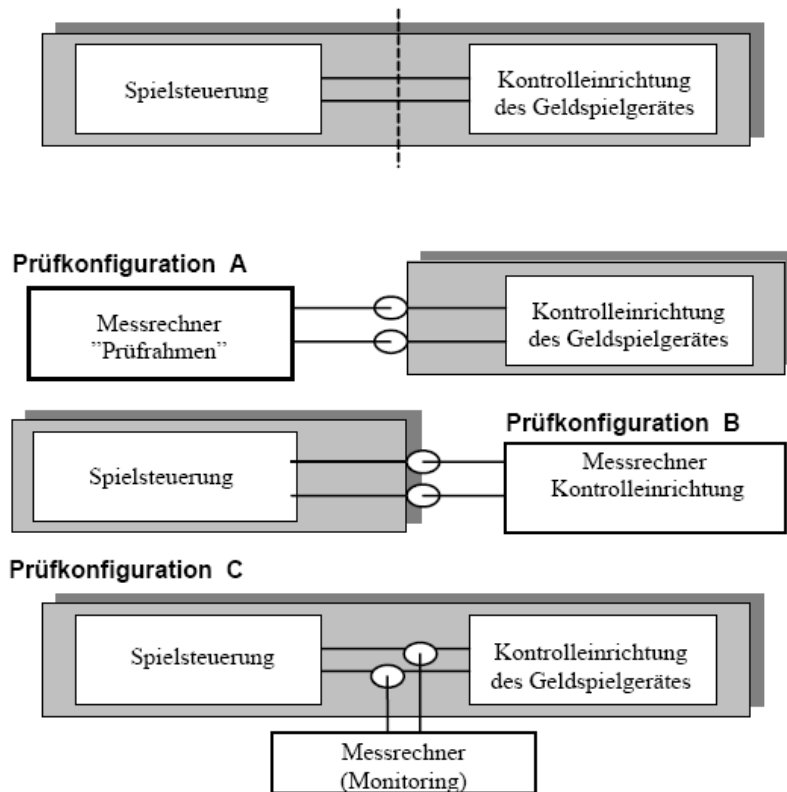 Spielsteuerung
Kontrolleinrichtung
des Geldspielgerätes
Prüfkonfiguration A
Messrechner
”Prüfrahmen”
Kontrolleinrichtung
des Geldspielgerätes
Prüfkonfiguration B
Spielsteuerung
Messrechner
Kontrolleinrichtung
Prüfkonfiguration C
Spielsteuerung
Kontrolleinrichtung
des Geldspielgerätes
Messrechner
(Monitoring)